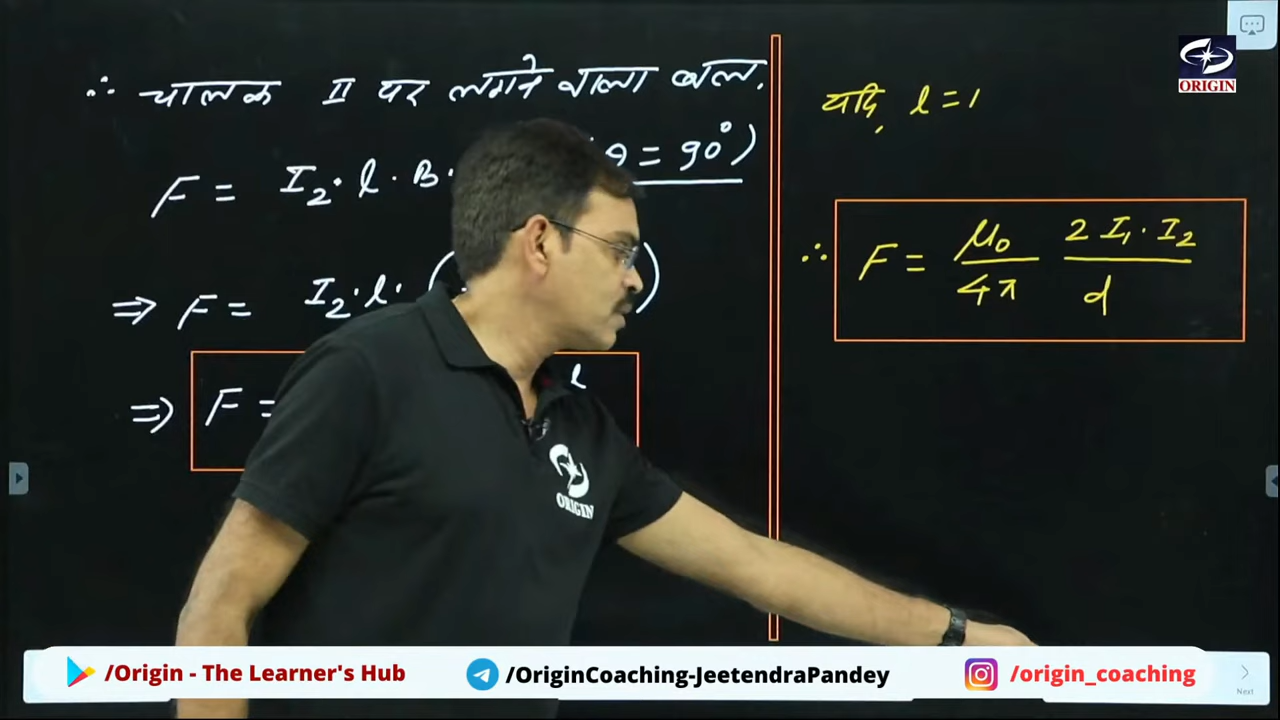 ∴ चालक II पर लगने वाला बल.
F = I₂ · l · B · θ = 90°)
⇒ F = I₂ · l · ( )
⇒ F = l
यदि, l = 1
∴ F = μ₀/4π 2 I₁ · I₂/d
ORIGIN
ORIGIN
/Origin - The Learner's Hub
/OriginCoaching-JeetendraPandey
/origin_coaching
Next